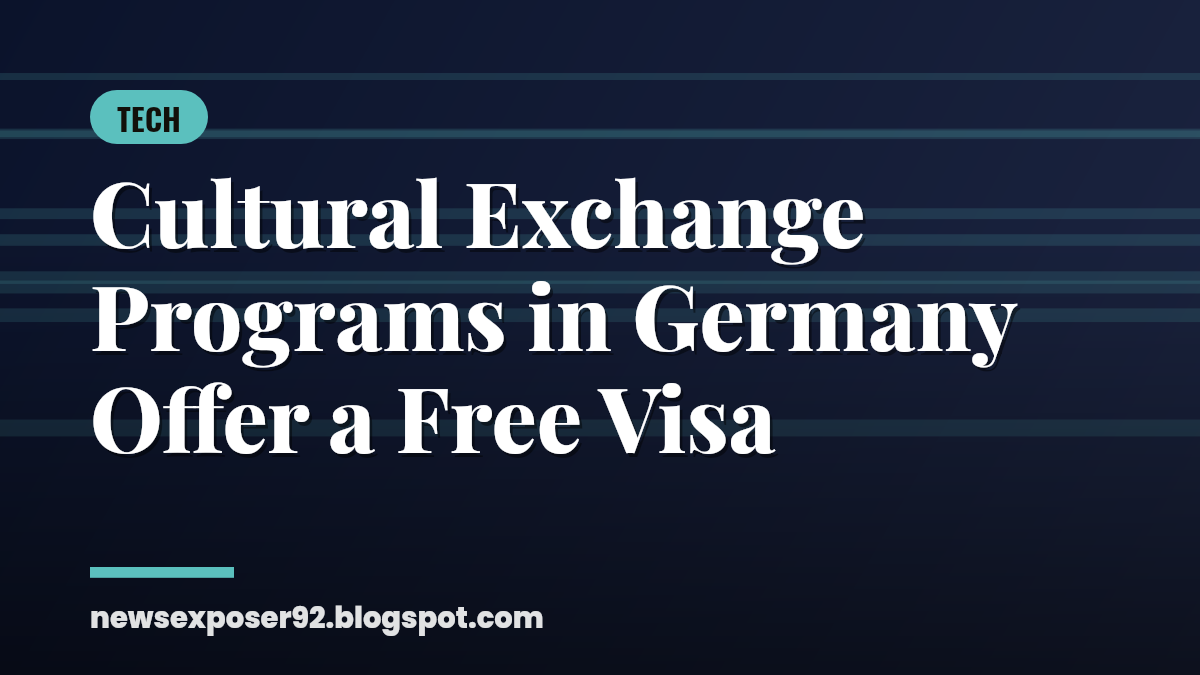 TECH
Cultural Exchange
Programs in Germany
Offer a Free Visa
newsexposer92.blogspot.com